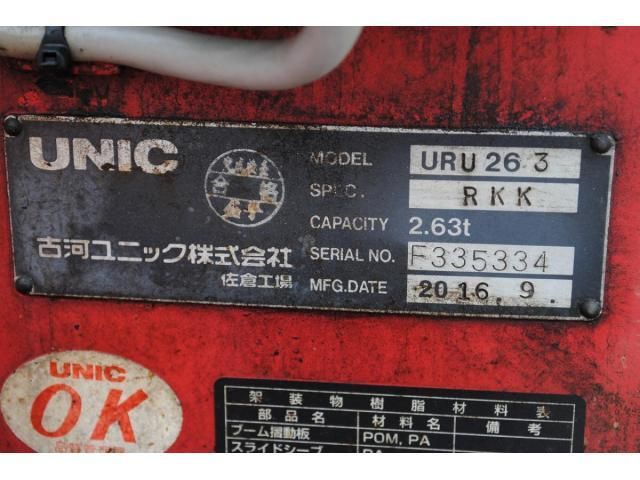 UNIC
合格
MODEL URU263
SPEC. RKK
CAPACITY 2.63t
古河ユニック株式会社
SERIAL NO. F335334
佐倉工場
MFG.DATE 2016.9.
UNIC
OK
架装物樹脂材料表
部品名 材料名 備考
ブーム摺動板 POM, PA
スライドシーブ PA